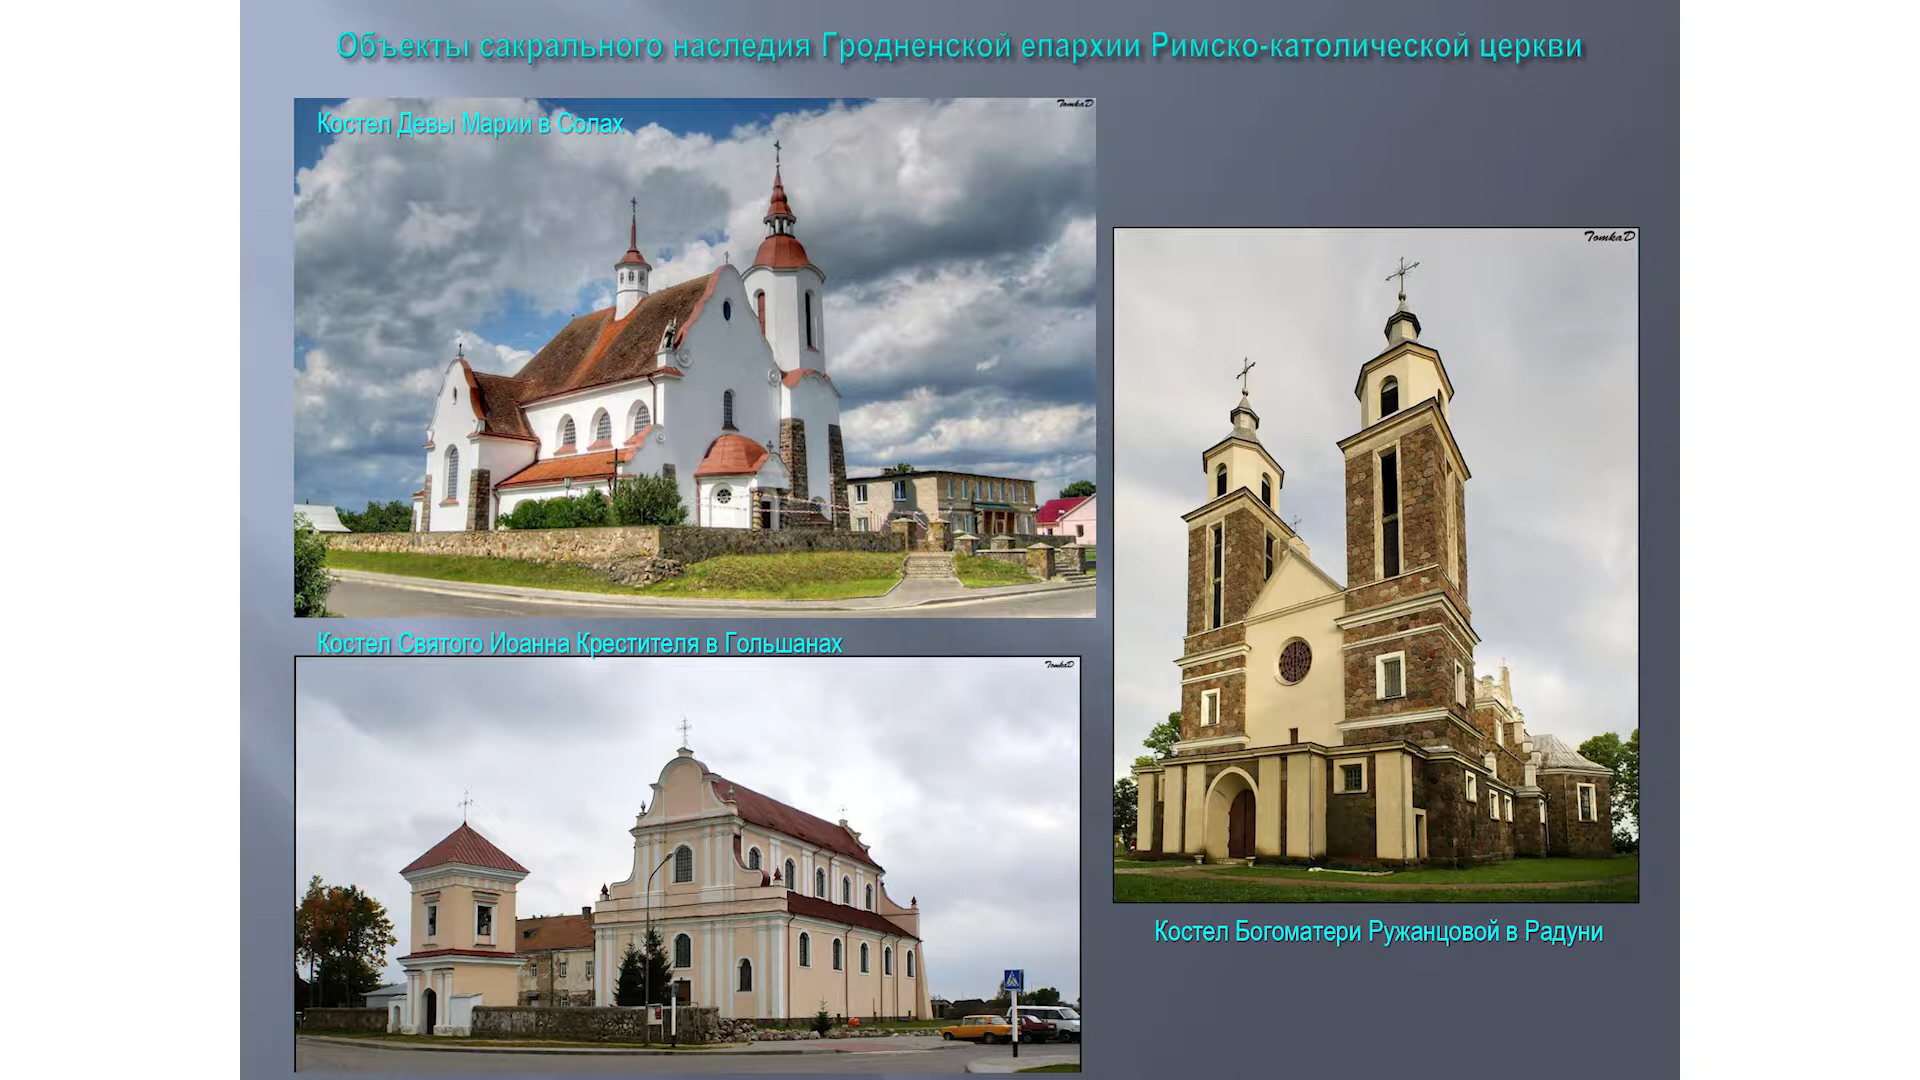 Объекты сакрального наследия Гродненской епархии Римско-католической церкви
Костел Девы Марии в Солах
TomkaD
TomkaD
Костел Святого Иоанна Крестителя в Гольшанах
TomkaD
Костел Богоматери Ружанцовой в Радуни